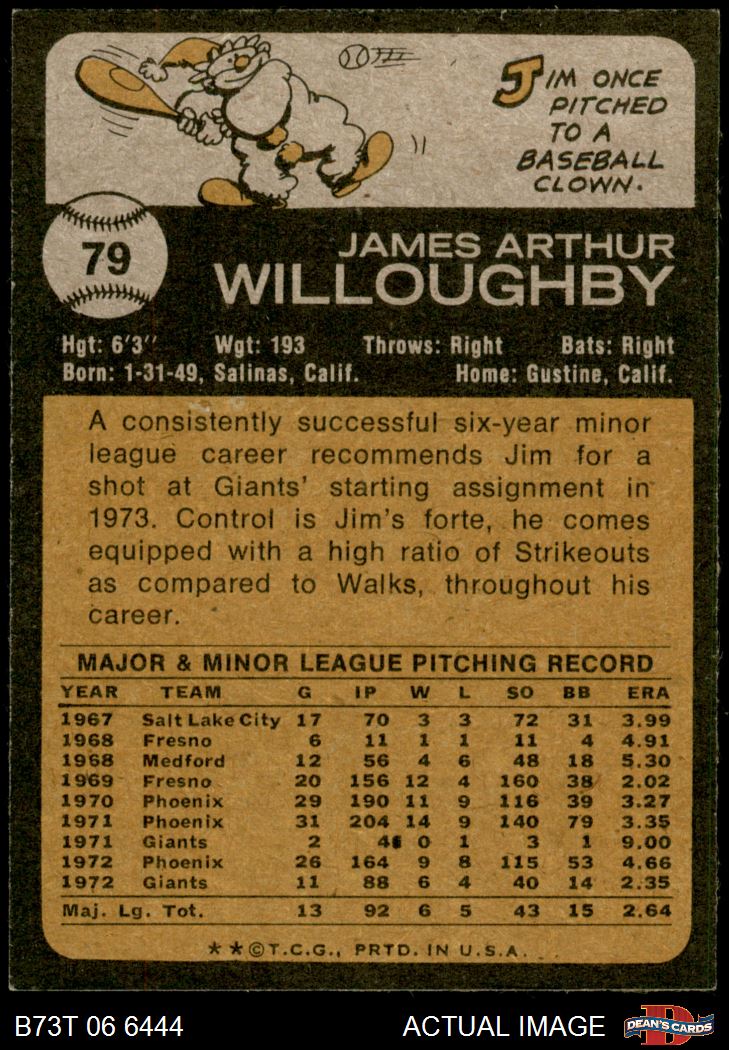 JIM ONCE
PITCHED
TO A
BASEBALL
CLOWN.
79
JAMES ARTHUR
WILLOUGHBY
Hgt: 6'3" Wgt: 193 Throws: Right Bats: Right
Born: 1-31-49, Salinas, Calif. Home: Gustine, Calif.
A consistently successful six-year minor
league career recommends Jim for a
shot at Giants' starting assignment in
1973. Control is Jim's forte, he comes
equipped with a high ratio of Strikeouts
as compared to Walks, throughout his
career.
MAJOR & MINOR LEAGUE PITCHING RECORD
YEAR TEAM G IP W L SO BB ERA
1967 Salt Lake City 17 70 3 3 72 31 3.99
1968 Fresno 6 11 1 1 11 4 4.91
1968 Medford 12 56 4 6 48 18 5.30
1969 Fresno 20 156 12 4 160 38 2.02
1970 Phoenix 29 190 11 9 116 39 3.27
1971 Phoenix 31 204 14 9 140 79 3.35
1971 Giants 2 4 0 1 3 1 9.00
1972 Phoenix 26 164 9 8 115 53 4.66
1972 Giants 11 88 6 4 40 14 2.35
Maj. Lg. Tot. 13 92 6 5 43 15 2.64
★★©T.C.G., PRTD. IN U.S.A.
B73T 06 6444 ACTUAL IMAGE D DEAN'S CARDS